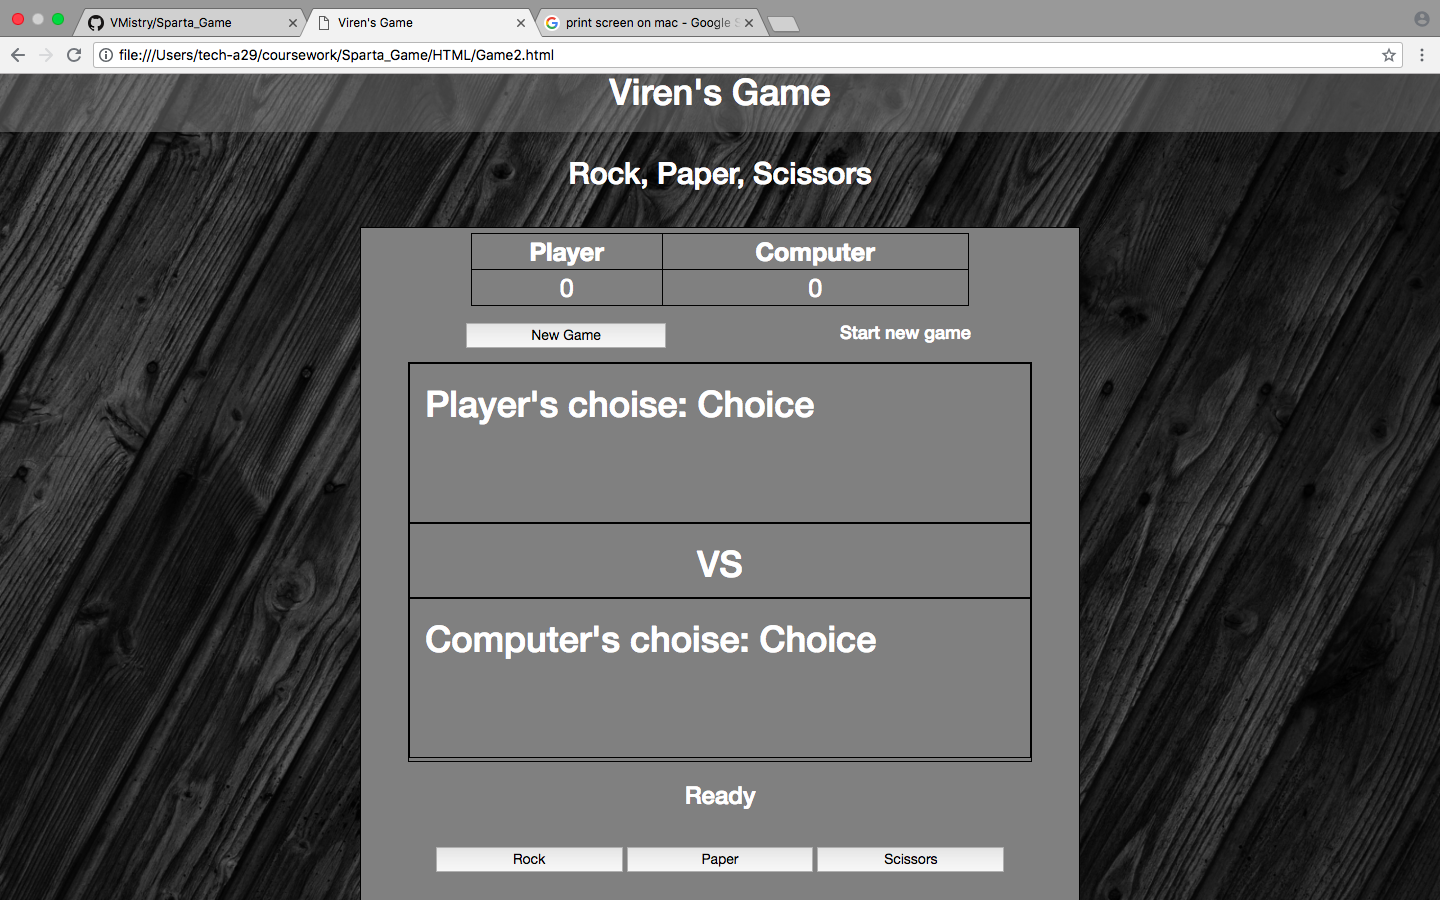 VMistry/Sparta_Game
Viren's Game
print screen on mac - Google
file:///Users/tech-a29/coursework/Sparta_Game/HTML/Game2.html
Viren's Game
Rock, Paper, Scissors
Player Computer
0 0
New Game Start new game
Player's choise: Choice
VS
Computer's choise: Choice
Ready
Rock Paper Scissors